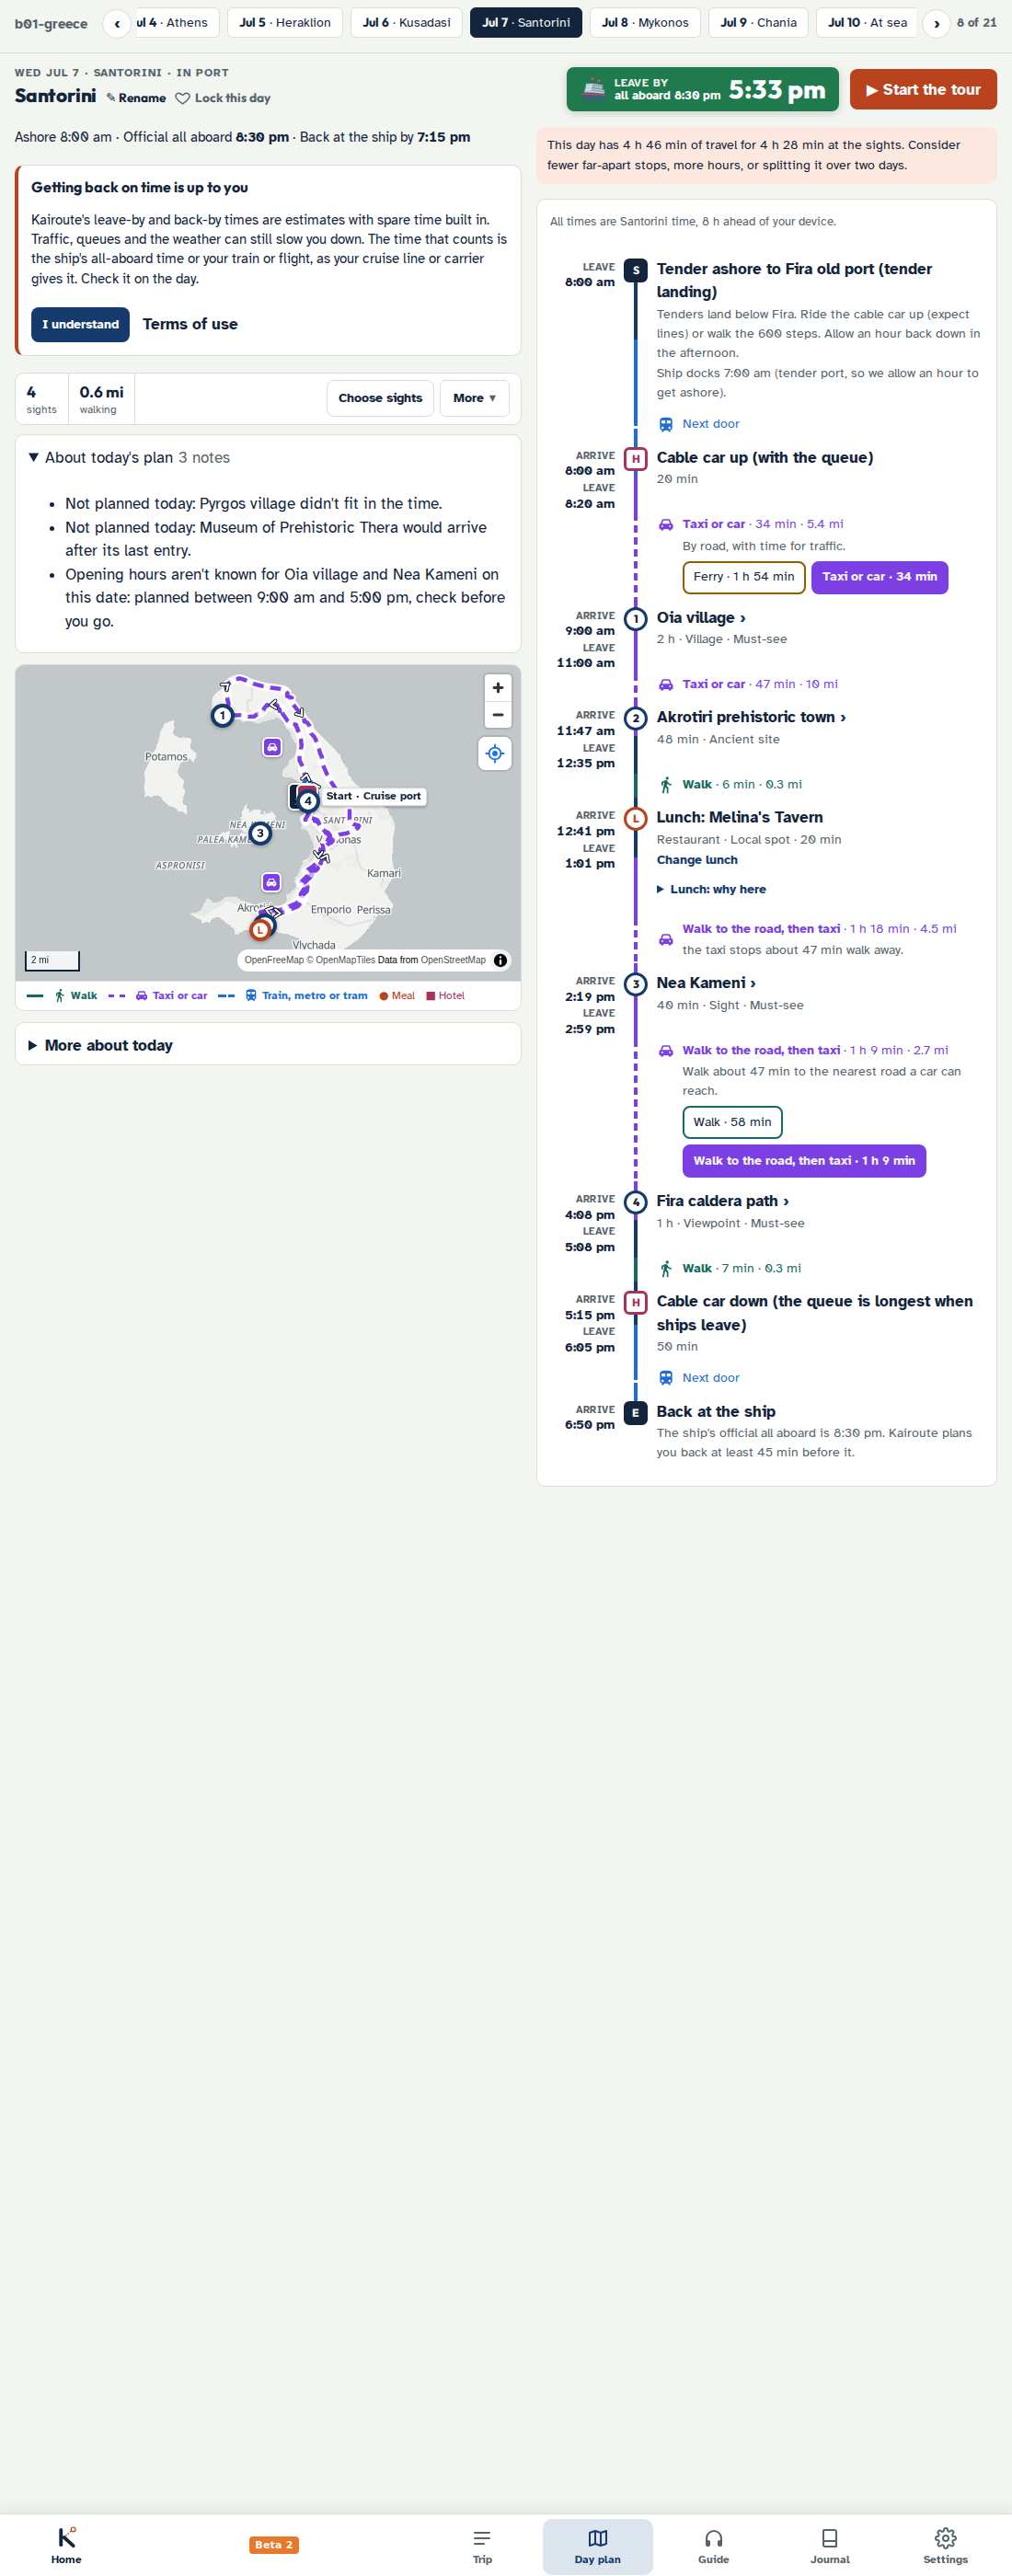 b01-greece
‹
ul 4 · Athens
Jul 5 · Heraklion
Jul 6 · Kusadasi
Jul 7 · Santorini
Jul 8 · Mykonos
Jul 9 · Chania
Jul 10 · At sea
›
8 of 21
WED JUL 7 · SANTORINI · IN PORT
Santorini ✎ Rename Lock this day
LEAVE BY
all aboard 8:30 pm 5:33 pm
▶ Start the tour
Ashore 8:00 am · Official all aboard 8:30 pm · Back at the ship by 7:15 pm
Getting back on time is up to you
Kairoute's leave-by and back-by times are estimates with spare time built in.
Traffic, queues and the weather can still slow you down. The time that counts is
the ship's all-aboard time or your train or flight, as your cruise line or carrier
gives it. Check it on the day.
I understand Terms of use
4
sights
0.6 mi
walking
Choose sights
More ▼
▼ About today's plan 3 notes
• Not planned today: Pyrgos village didn't fit in the time.
• Not planned today: Museum of Prehistoric Thera would arrive
after its last entry.
• Opening hours aren't known for Oia village and Nea Kameni on
this date: planned between 9:00 am and 5:00 pm, check before
you go.
+
−
1
Potamos
4
Start · Cruise port
3
PALEA
ASPRONISI
Kamari
Emporio Perissa
L
Vlychada
2 mi
OpenFreeMap © OpenMapTiles Data from OpenStreetMap
Walk Taxi or car Train, metro or tram Meal Hotel
▶ More about today
This day has 4 h 46 min of travel for 4 h 28 min at the sights. Consider
fewer far-apart stops, more hours, or splitting it over two days.
All times are Santorini time, 8 h ahead of your device.
LEAVE
8:00 am
S
Tender ashore to Fira old port (tender
landing)
Tenders land below Fira. Ride the cable car up (expect
lines) or walk the 600 steps. Allow an hour back down in
the afternoon.
Ship docks 7:00 am (tender port, so we allow an hour to
get ashore).
Next door
ARRIVE
8:00 am
LEAVE
8:20 am
H
Cable car up (with the queue)
20 min
Taxi or car · 34 min · 5.4 mi
By road, with time for traffic.
Ferry · 1 h 54 min
Taxi or car · 34 min
ARRIVE
9:00 am
LEAVE
11:00 am
1
Oia village ›
2 h · Village · Must-see
Taxi or car · 47 min · 10 mi
ARRIVE
11:47 am
LEAVE
12:35 pm
2
Akrotiri prehistoric town ›
48 min · Ancient site
Walk · 6 min · 0.3 mi
ARRIVE
12:41 pm
LEAVE
1:01 pm
L
Lunch: Melina's Tavern
Restaurant · Local spot · 20 min
Change lunch
▶ Lunch: why here
Walk to the road, then taxi · 1 h 18 min · 4.5 mi
the taxi stops about 47 min walk away.
ARRIVE
2:19 pm
LEAVE
2:59 pm
3
Nea Kameni ›
40 min · Sight · Must-see
Walk to the road, then taxi · 1 h 9 min · 2.7 mi
Walk about 47 min to the nearest road a car can
reach.
Walk · 58 min
Walk to the road, then taxi · 1 h 9 min
ARRIVE
4:08 pm
LEAVE
5:08 pm
4
Fira caldera path ›
1 h · Viewpoint · Must-see
Walk · 7 min · 0.3 mi
ARRIVE
5:15 pm
LEAVE
6:05 pm
H
Cable car down (the queue is longest when
ships leave)
50 min
Next door
ARRIVE
6:50 pm
E
Back at the ship
The ship's official all aboard is 8:30 pm. Kairoute plans
you back at least 45 min before it.
Home
Beta 2
Trip
Day plan
Guide
Journal
Settings